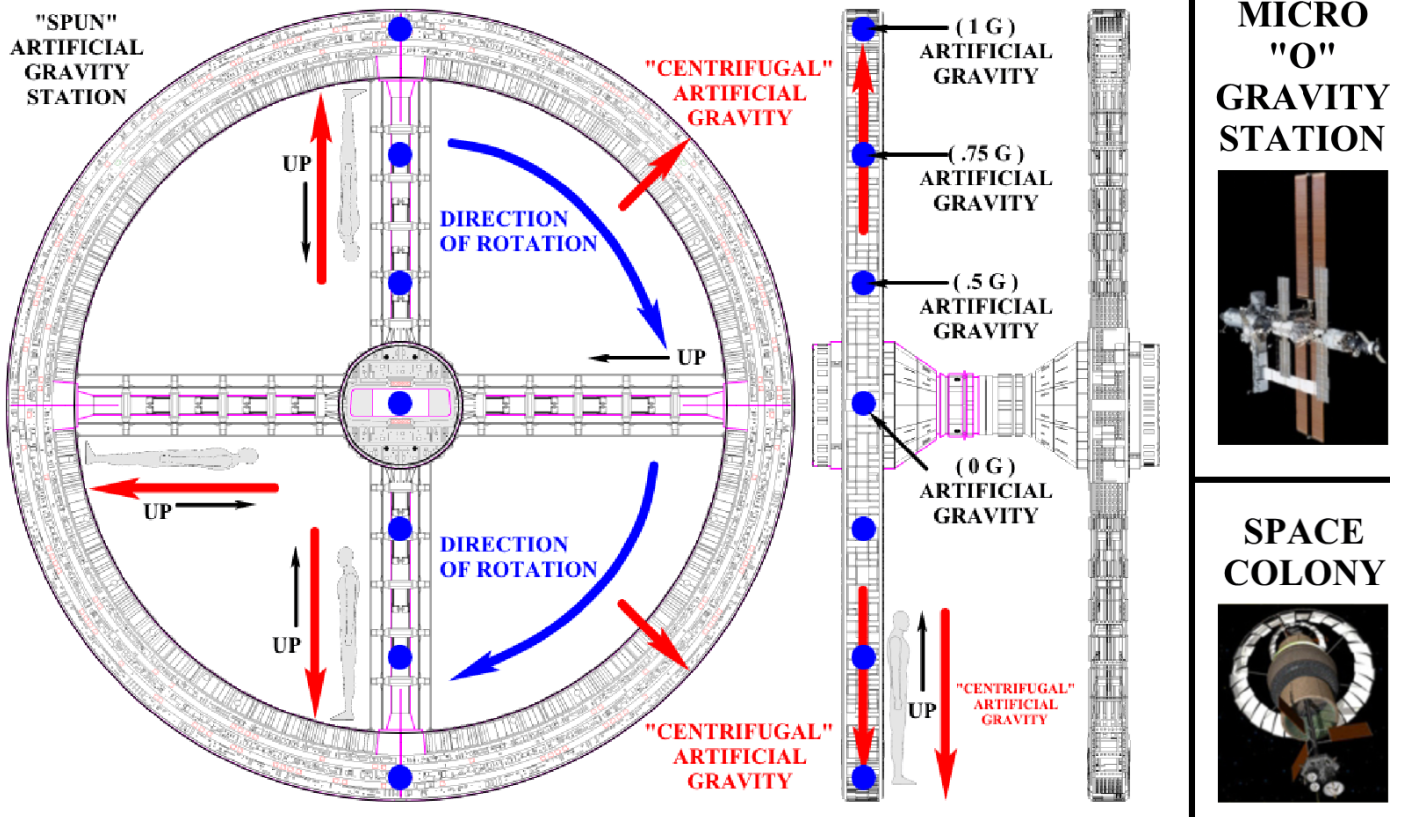 "SPUN"
ARTIFICIAL
GRAVITY
STATION
UP
DIRECTION
OF ROTATION
"CENTRIFUGAL"
ARTIFICIAL
GRAVITY
UP
UP
UP
DIRECTION
OF ROTATION
"CENTRIFUGAL"
ARTIFICIAL
GRAVITY
( 1 G )
ARTIFICIAL
GRAVITY
( .75 G )
ARTIFICIAL
GRAVITY
( .5 G )
ARTIFICIAL
GRAVITY
( 0 G )
ARTIFICIAL
GRAVITY
UP
"CENTRIFUGAL"
ARTIFICIAL
GRAVITY
MICRO
"O"
GRAVITY
STATION
SPACE
COLONY